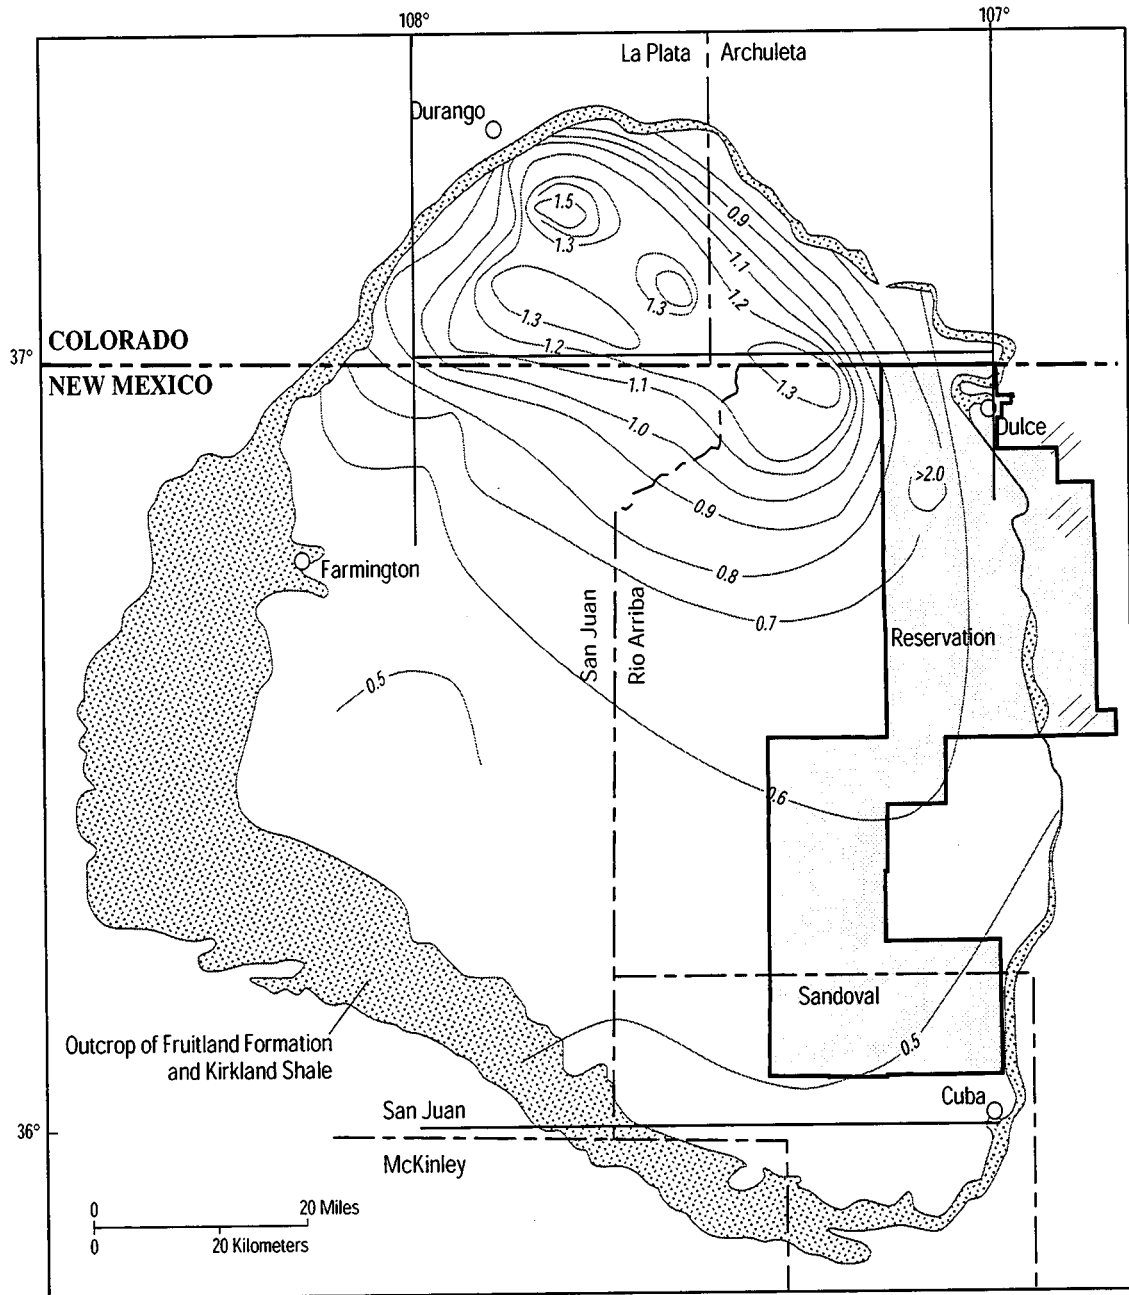 108°
107°
La Plata
Archuleta
Durango
0.9
1.5
1.3
1.1
1.2
1.3
1.3
COLORADO
37°
1.2
NEW MEXICO
1.1
1.3
1.0
Dulce
>2.0
0.9
Farmington
0.8
0.7
San Juan
Rio Arriba
Reservation
0.5
0.6
Sandoval
Outcrop of Fruitland Formation
and Kirkland Shale
0.5
Cuba
San Juan
36°
McKinley
0
20 Miles
0
20 Kilometers